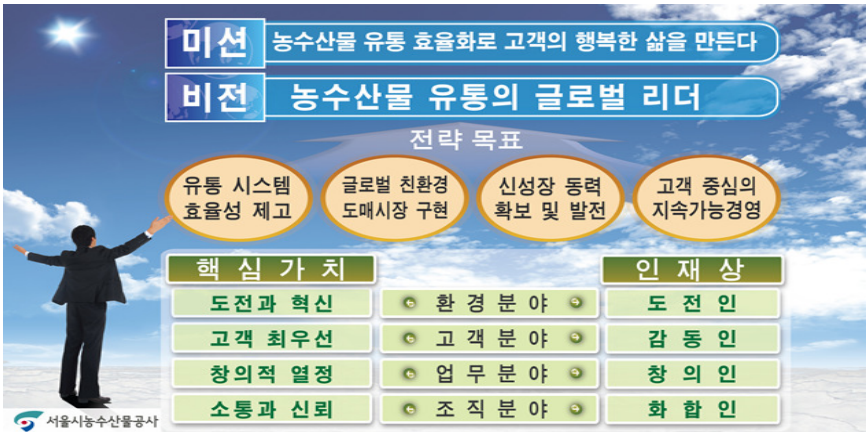 미션 농수산물 유통 효율화로 고객의 행복한 삶을 만든다
비전 농수산물 유통의 글로벌 리더
전략 목표
유통 시스템
효율성 제고
글로벌 친환경
도매시장 구현
신성장 동력
확보 및 발전
고객 중심의
지속가능경영
핵심가치 인재상
도전과 혁신 환경분야 도전인
고객 최우선 고객분야 감동인
창의적 열정 업무분야 창의인
소통과 신뢰 조직분야 화합인
서울시농수산물공사